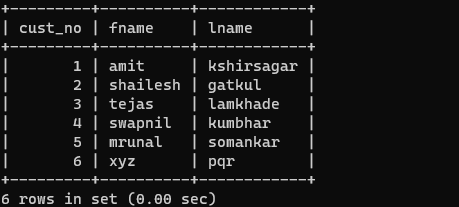 +---------+-----------+------------+
| cust_no | fname     | lname      |
+---------+-----------+------------+
|       1 | amit      | kshirsagar |
|       2 | shailesh  | gatkul     |
|       3 | tejas     | lamkhade   |
|       4 | swapnil   | kumbhar    |
|       5 | mrunal    | somankar   |
|       6 | xyz       | pqr        |
+---------+-----------+------------+
6 rows in set (0.00 sec)